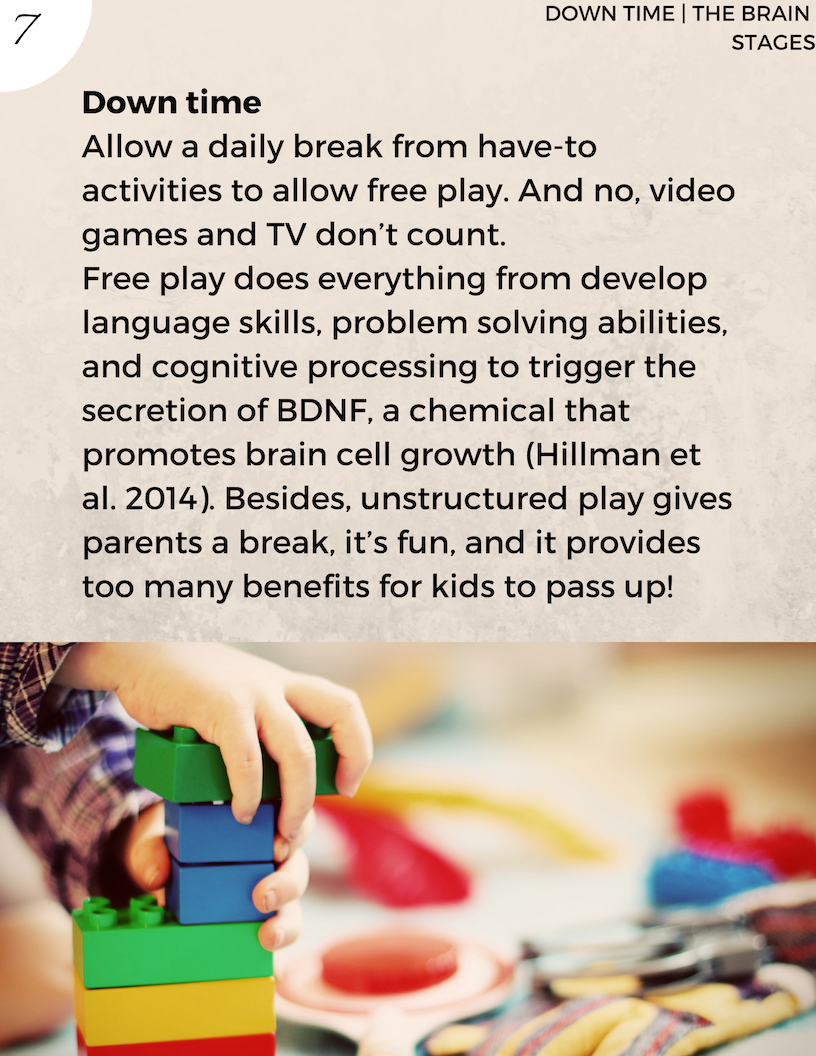 7
DOWN TIME | THE BRAIN
STAGES
Down time
Allow a daily break from have-to
activities to allow free play. And no, video
games and TV don’t count.
Free play does everything from develop
language skills, problem solving abilities,
and cognitive processing to trigger the
secretion of BDNF, a chemical that
promotes brain cell growth (Hillman et
al. 2014). Besides, unstructured play gives
parents a break, it’s fun, and it provides
too many benefits for kids to pass up!